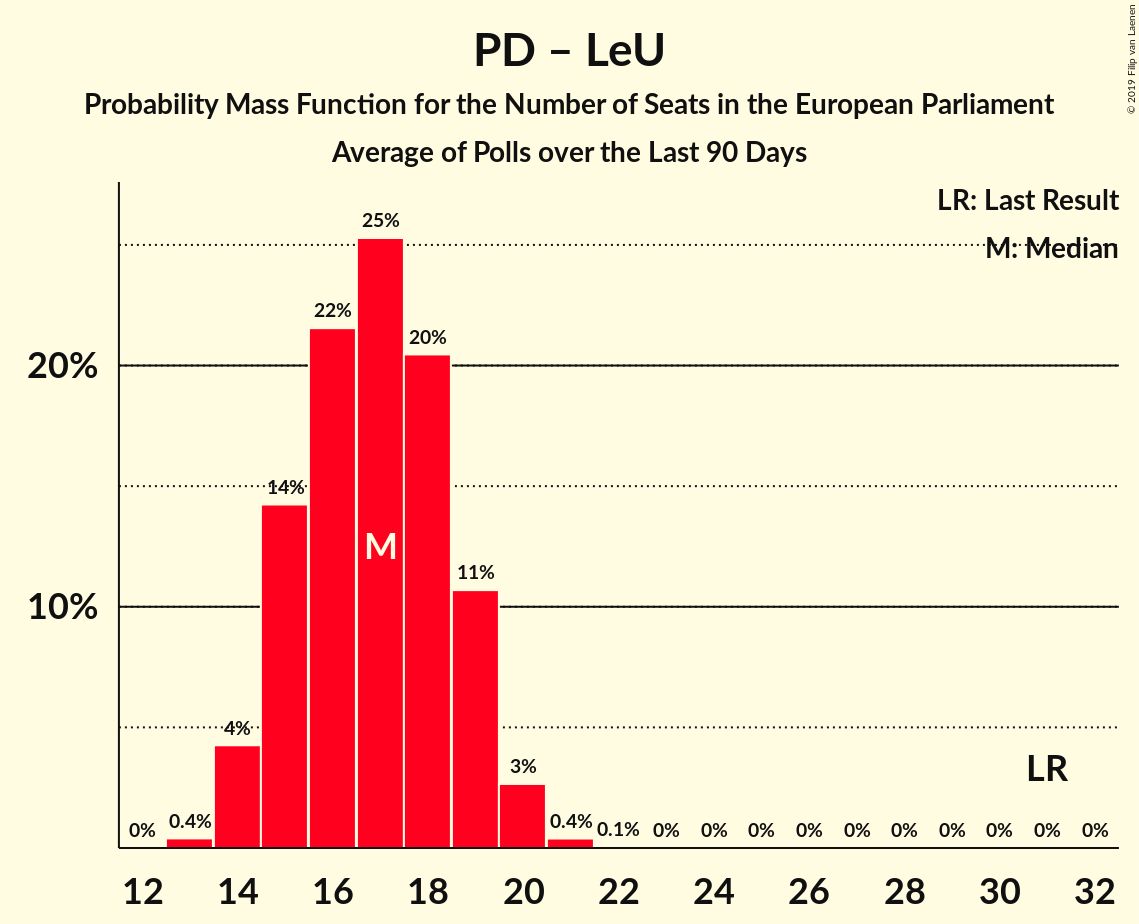 PD – LeU
Probability Mass Function for the Number of Seats in the European Parliament
Average of Polls over the Last 90 Days
© 2019 Filip van Laenen
LR: Last Result
M: Median
25%
22%
20%
20%
14%
M
11%
10%
4%
3%
LR
0% 0.4% 0.4% 0.1% 0% 0% 0% 0% 0% 0% 0% 0% 0% 0%
12 14 16 18 20 22 24 26 28 30 32